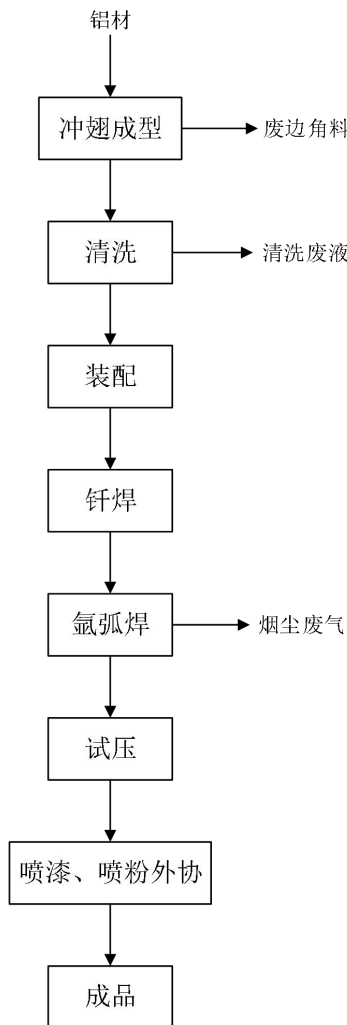 铝材
冲翅成型
废边角料
清洗
清洗废液
装配
钎焊
氩弧焊
烟尘废气
试压
喷漆、喷粉外协
成品